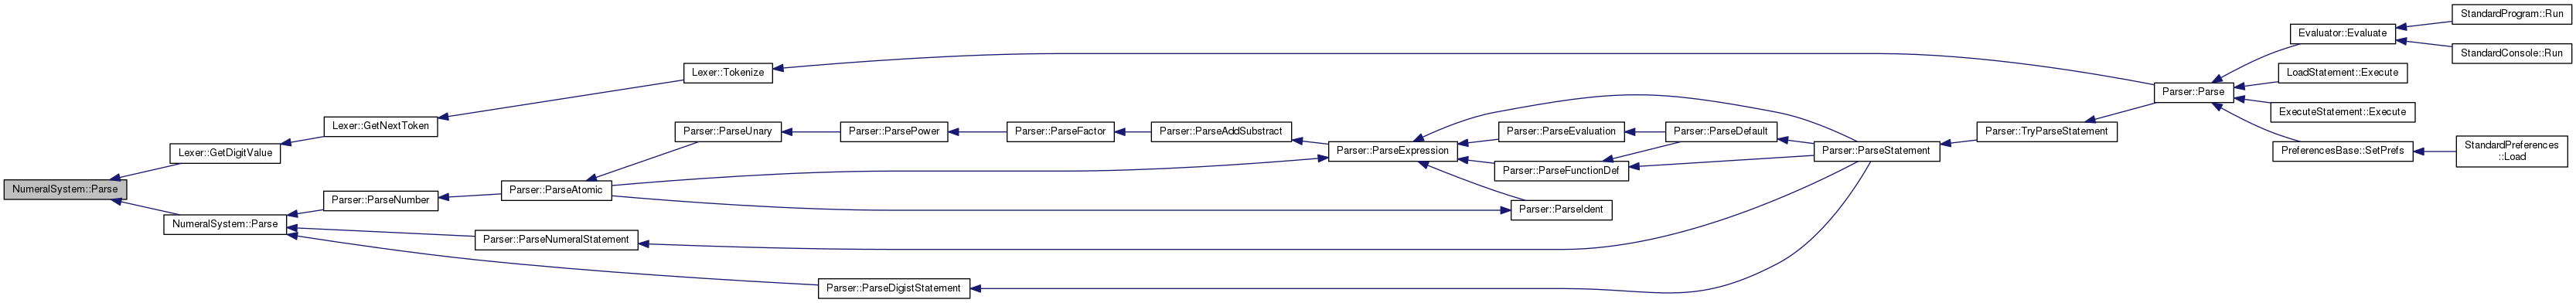 NumeralSystem::Parse
Lexer::GetDigitValue
NumeralSystem::Parse
Lexer::GetNextToken
Parser::ParseNumber
Parser::ParseNumeralStatement
Parser::ParseDigistStatement
Lexer::Tokenize
Parser::ParseAtomic
Parser::ParseUnary
Parser::ParsePower
Parser::ParseFactor
Parser::ParseAddSubstract
Parser::ParseExpression
Parser::ParseEvaluation
Parser::ParseFunctionDef
Parser::ParseIdent
Parser::ParseDefault
Parser::ParseStatement
Parser::TryParseStatement
Parser::Parse
Evaluator::Evaluate
LoadStatement::Execute
ExecuteStatement::Execute
PreferencesBase::SetPrefs
StandardProgram::Run
StandardConsole::Run
StandardPreferences
::Load